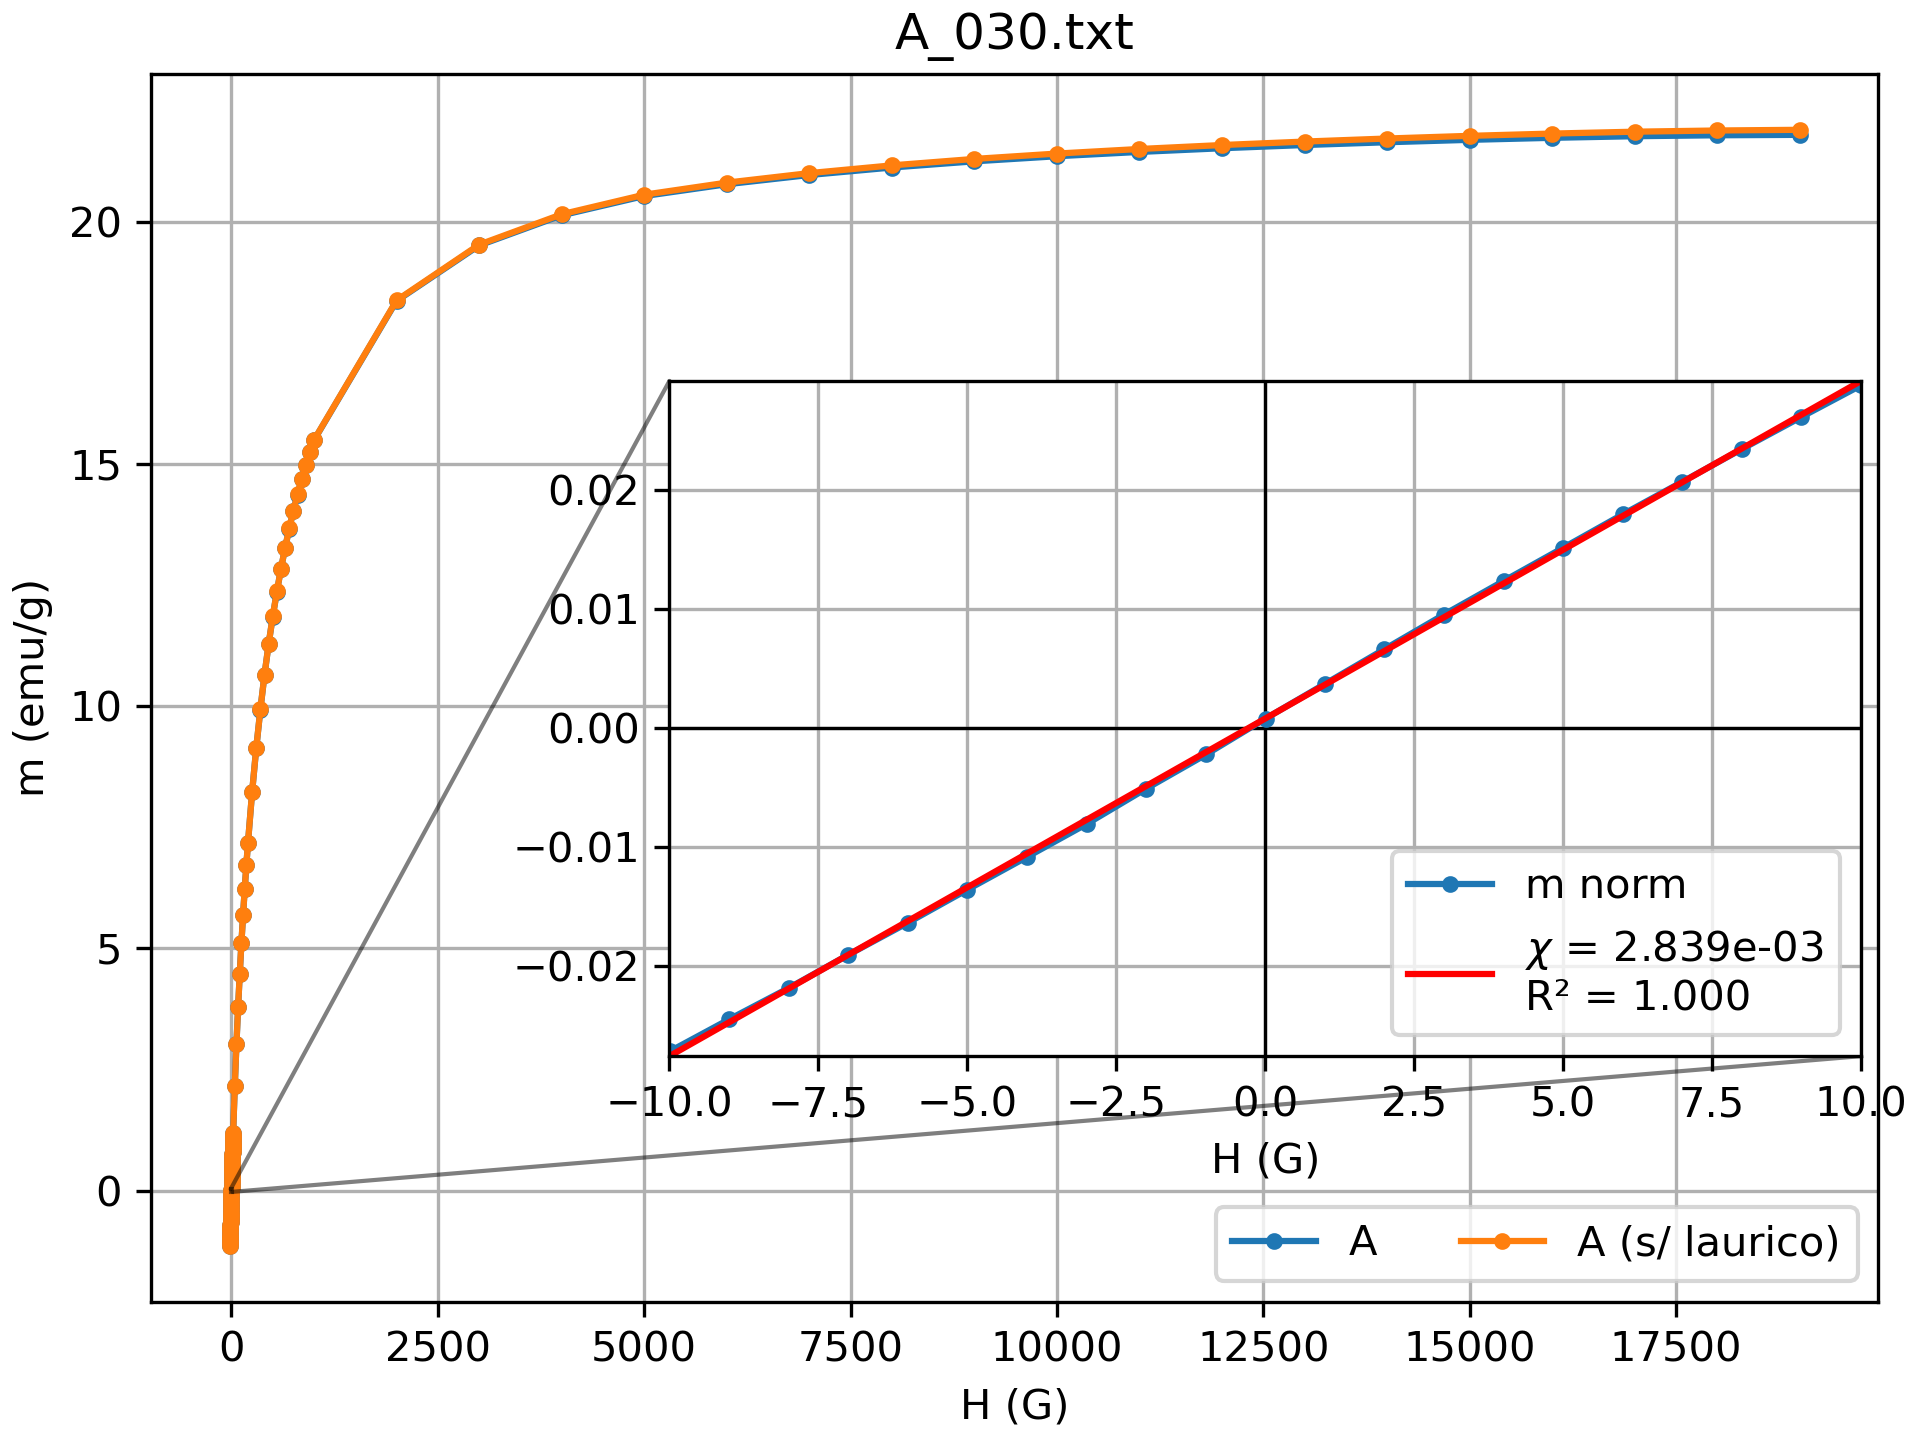 A_030.txt
m (emu/g)
20
15
10
5
0
0.02
0.01
0.00
−0.01
−0.02
m norm
χ = 2.839e-03
R² = 1.000
−10.0 −7.5 −5.0 −2.5 0.0 2.5 5.0 7.5 10.0
H (G)
A A (s/ laurico)
0 2500 5000 7500 10000 12500 15000 17500
H (G)